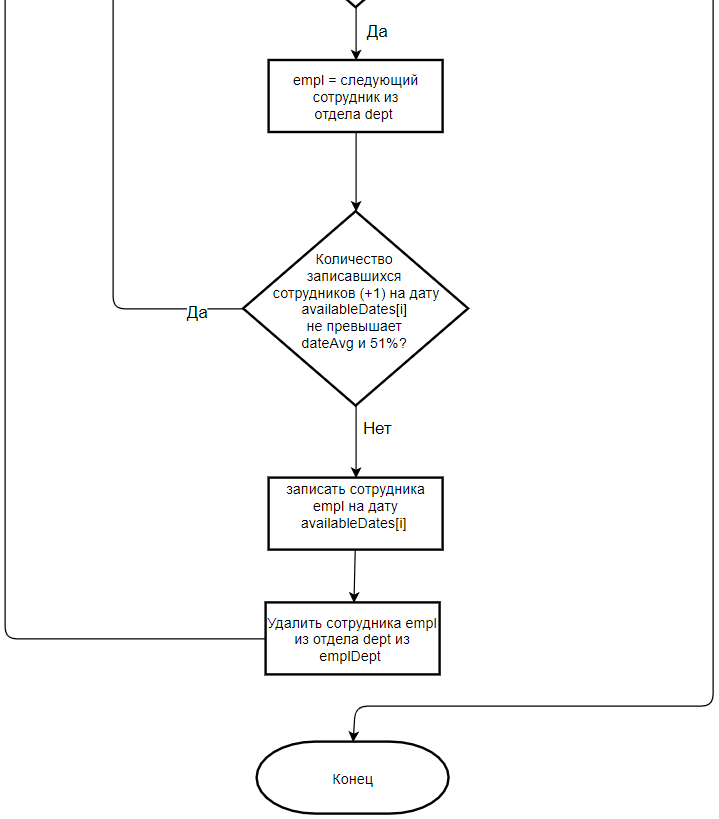 Да
empl = следующий
сотрудник из
отдела dept
Количество
записавшихся
сотрудников (+1) на дату
availableDates[i]
не превышает
dateAvg и 51%?
Да
Нет
записать сотрудника
empl на дату
availableDates[i]
Удалить сотрудника empl
из отдела dept из
emplDept
Конец